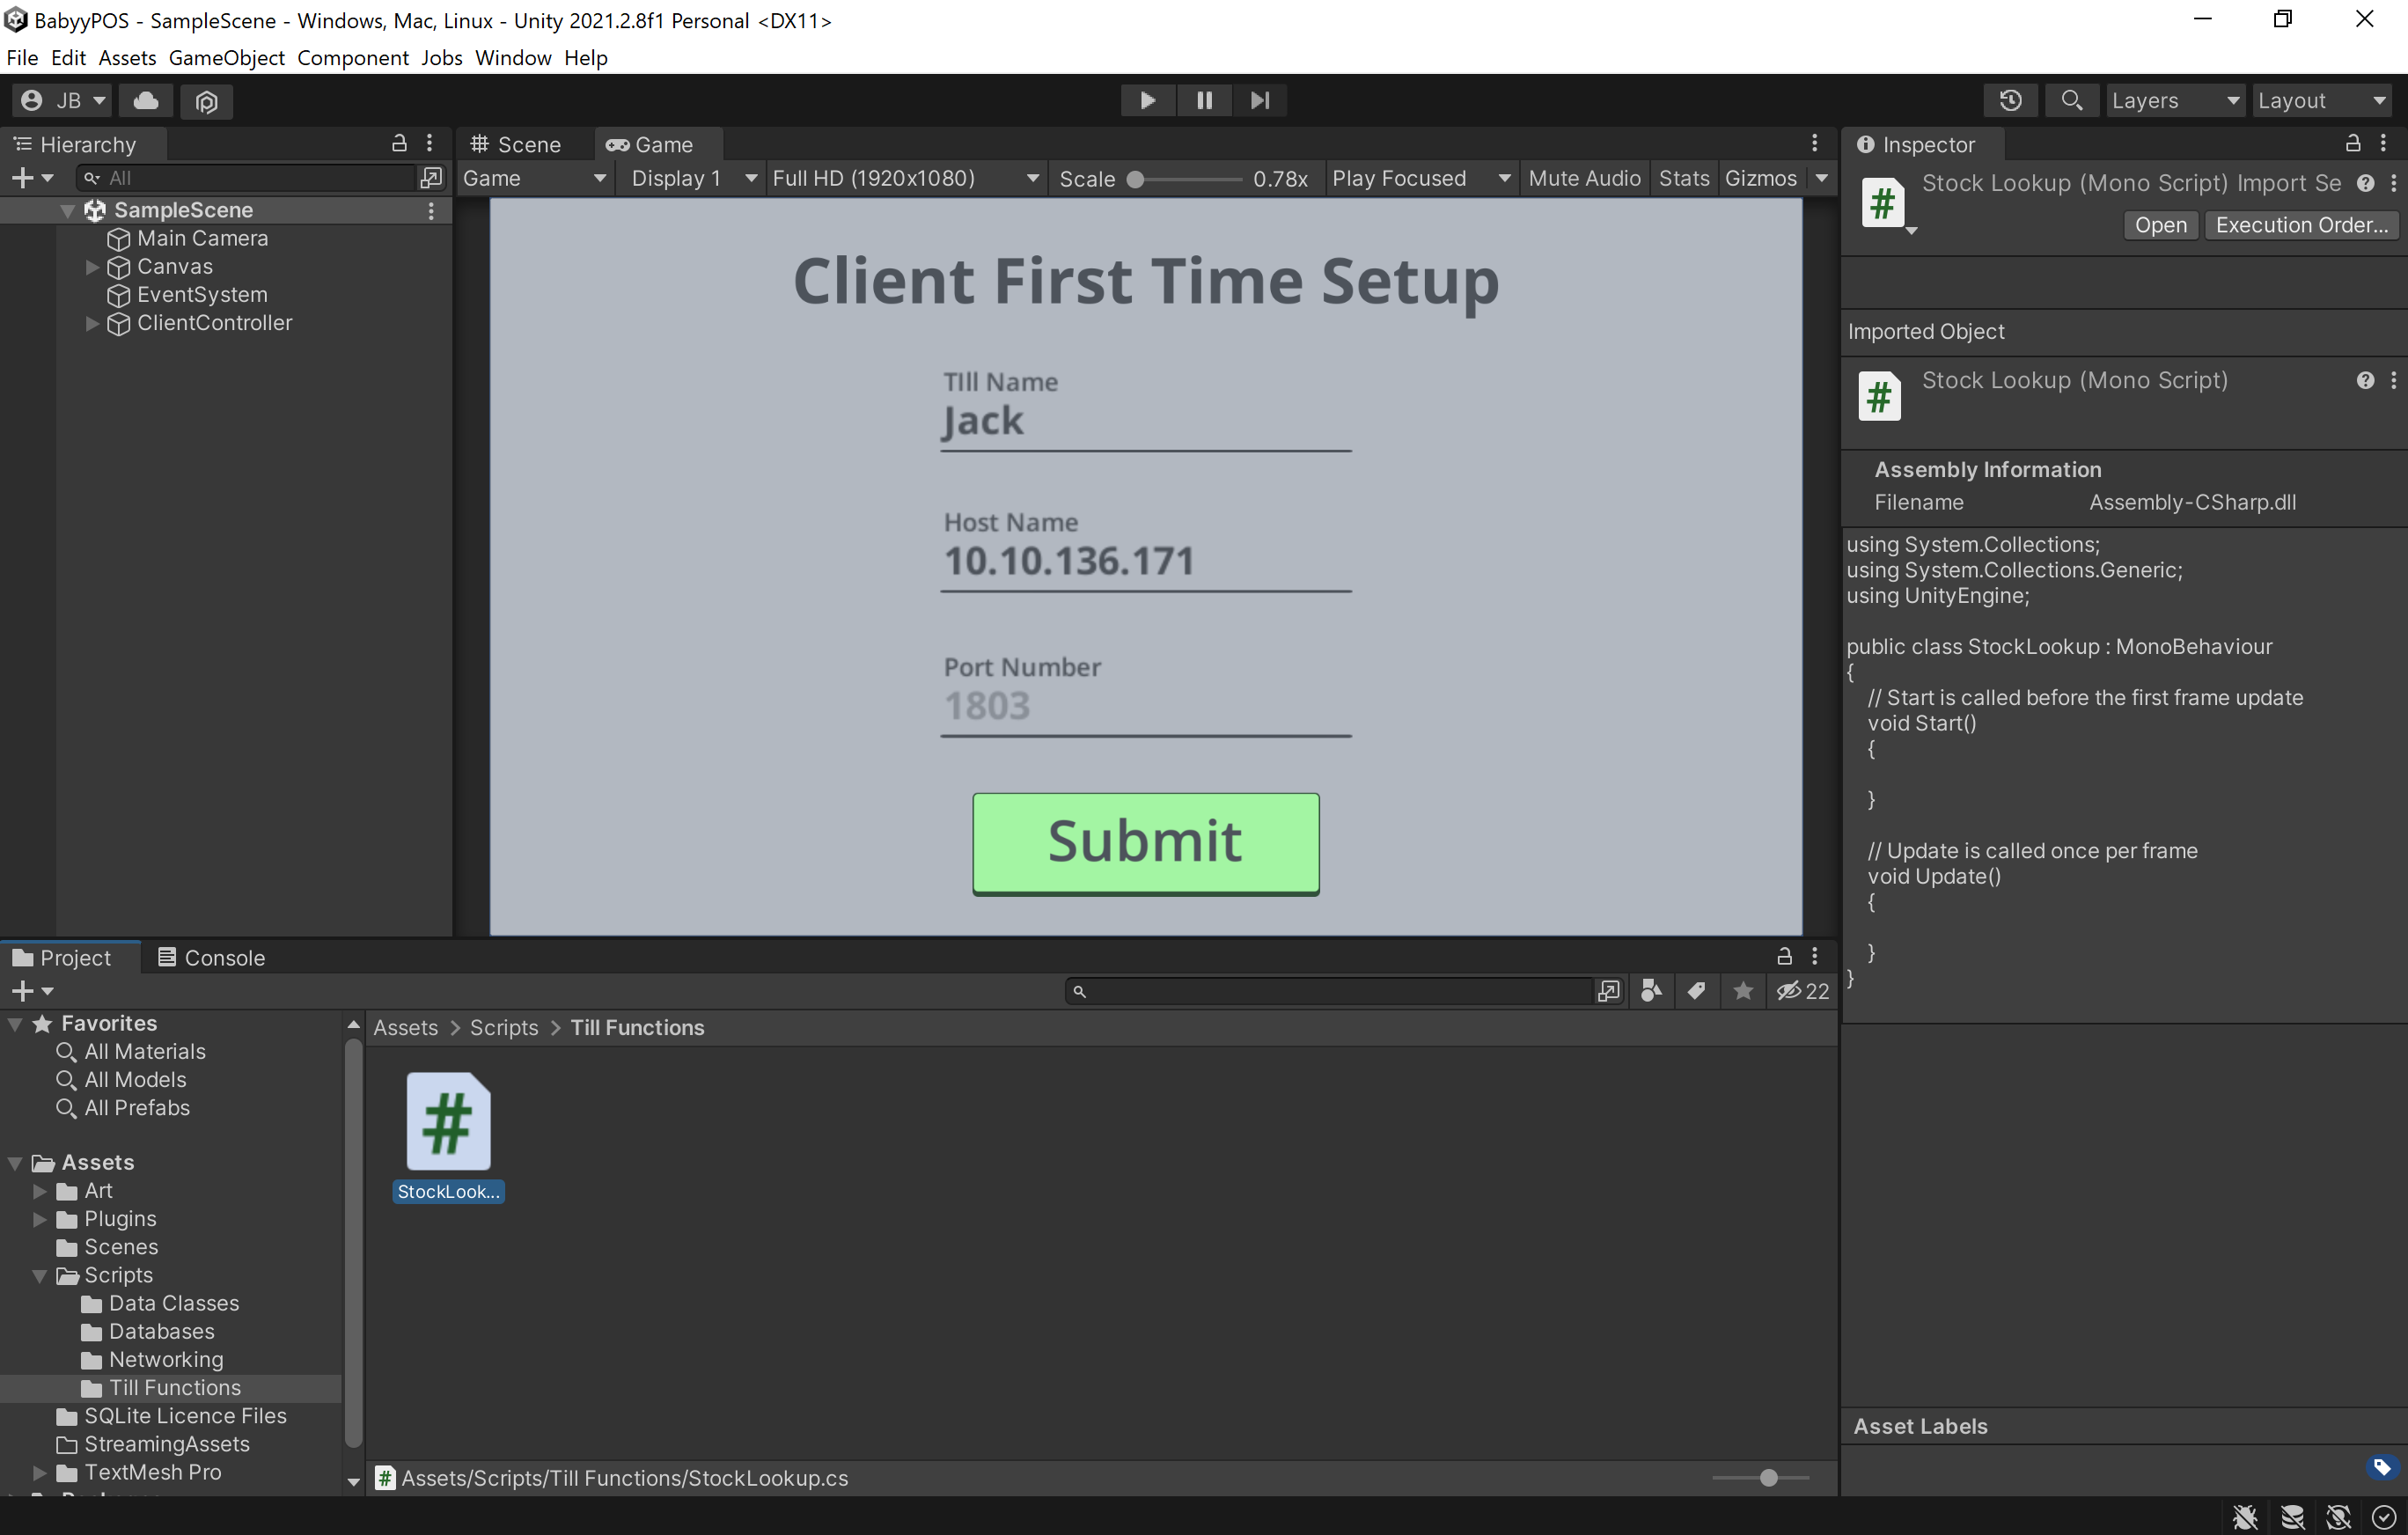 BabyyPOS - SampleScene - Windows, Mac, Linux - Unity 2021.2.8f1 Personal <DX11>
File Edit Assets GameObject Component Jobs Window Help
JB
Layers
Layout
Hierarchy
All
SampleScene
Main Camera
Canvas
EventSystem
ClientController
Scene
Game
Game
Display 1
Full HD (1920x1080)
Scale
0.78x
Play Focused
Mute Audio
Stats
Gizmos
Client First Time Setup
TIll Name
Jack
Host Name
10.10.136.171
Port Number
1803
Submit
Inspector
Stock Lookup (Mono Script) Import Se
Open
Execution Order...
Imported Object
Stock Lookup (Mono Script)
Assembly Information
Filename Assembly-CSharp.dll
using System.Collections;
using System.Collections.Generic;
using UnityEngine;
public class StockLookup : MonoBehaviour
{
// Start is called before the first frame update
void Start()
{
}
// Update is called once per frame
void Update()
{
}
}
Asset Labels
Project
Console
22
Favorites
All Materials
All Models
All Prefabs
Assets
Art
Plugins
Scenes
Scripts
Data Classes
Databases
Networking
Till Functions
SQLite Licence Files
StreamingAssets
TextMesh Pro
Assets > Scripts > Till Functions
#
StockLook...
Assets/Scripts/Till Functions/StockLookup.cs